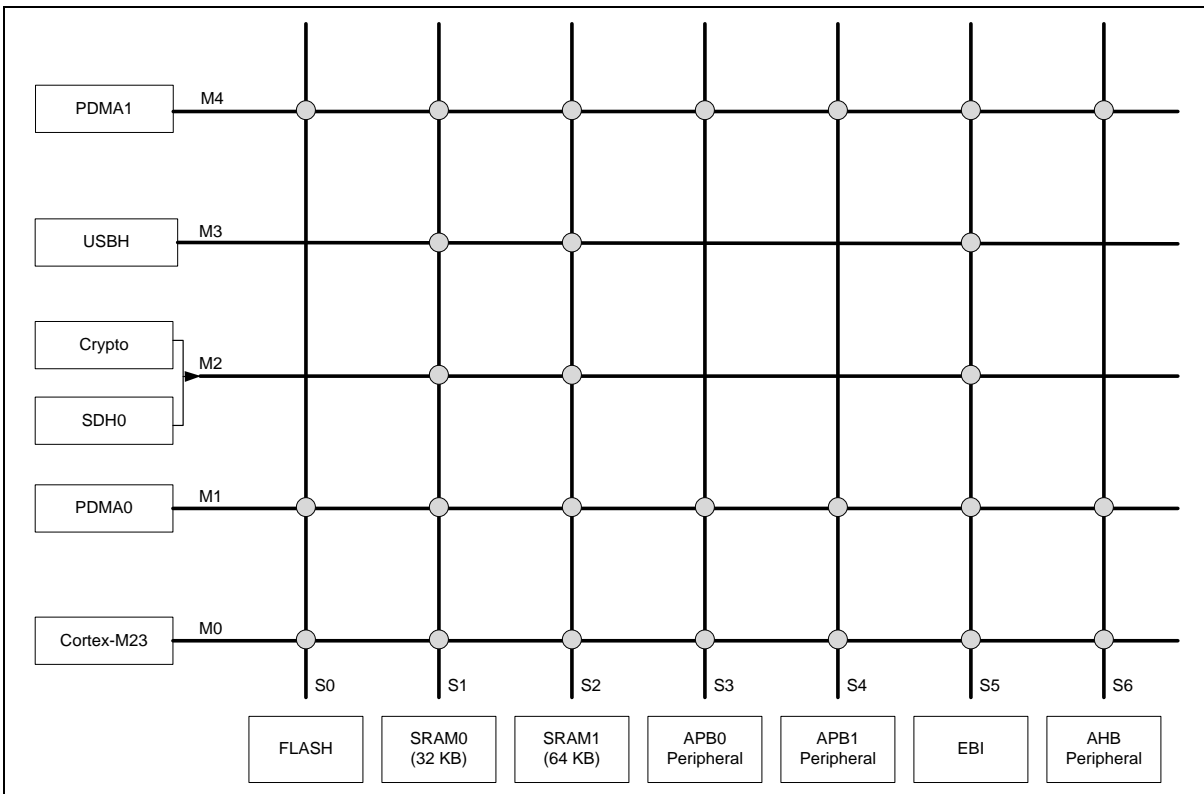 PDMA1
M4
USBH
M3
Crypto
M2
SDH0
PDMA0
M1
Cortex-M23
M0
S0
S1
S2
S3
S4
S5
S6
FLASH
SRAM0
(32 KB)
SRAM1
(64 KB)
APB0
Peripheral
APB1
Peripheral
EBI
AHB
Peripheral